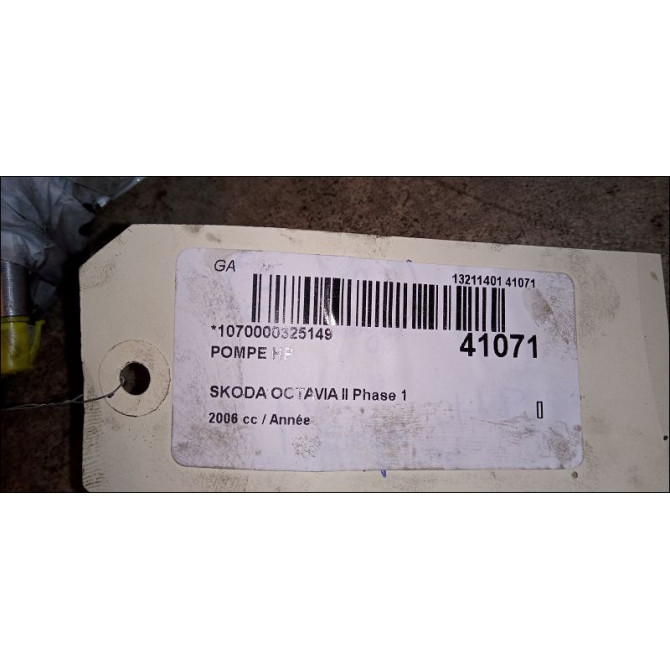 GA
13211401 41071
*1070000325149
41071
POMPE HP
SKODA OCTAVIA II Phase 1
2006 cc / Année